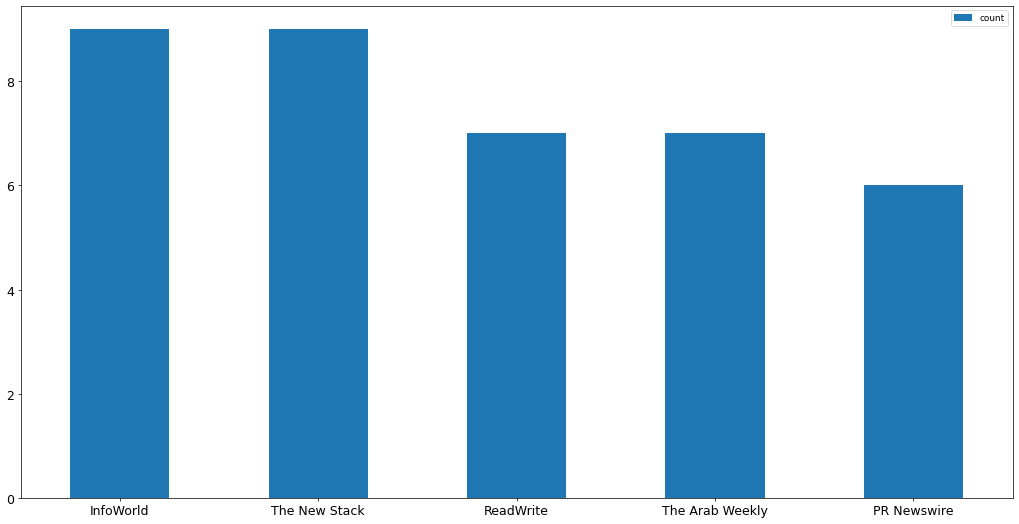 count
8
6
4
2
0
InfoWorld
The New Stack
ReadWrite
The Arab Weekly
PR Newswire